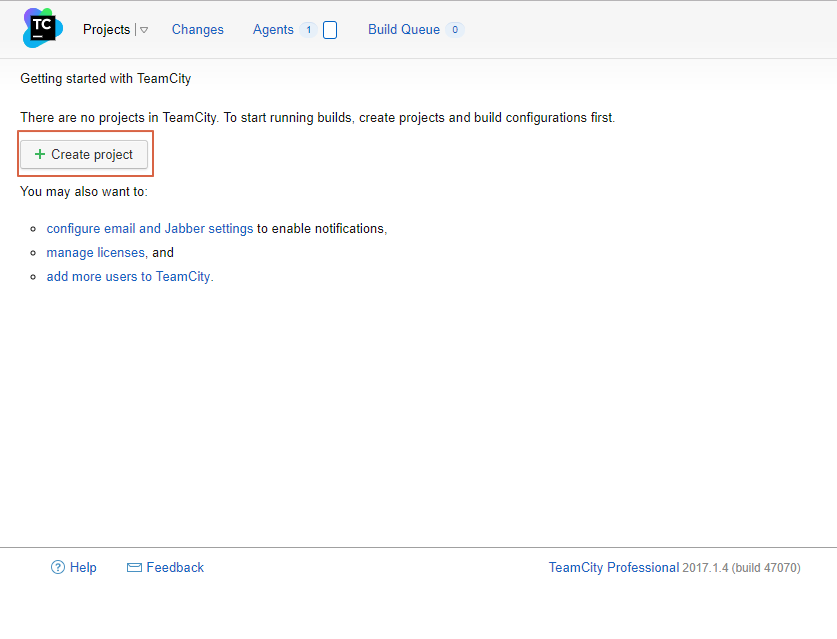 TC
Projects
Changes
Agents 1
Build Queue 0
Getting started with TeamCity
There are no projects in TeamCity. To start running builds, create projects and build configurations first.
+ Create project
You may also want to:
configure email and Jabber settings to enable notifications,
manage licenses, and
add more users to TeamCity.
? Help
Feedback
TeamCity Professional 2017.1.4 (build 47070)